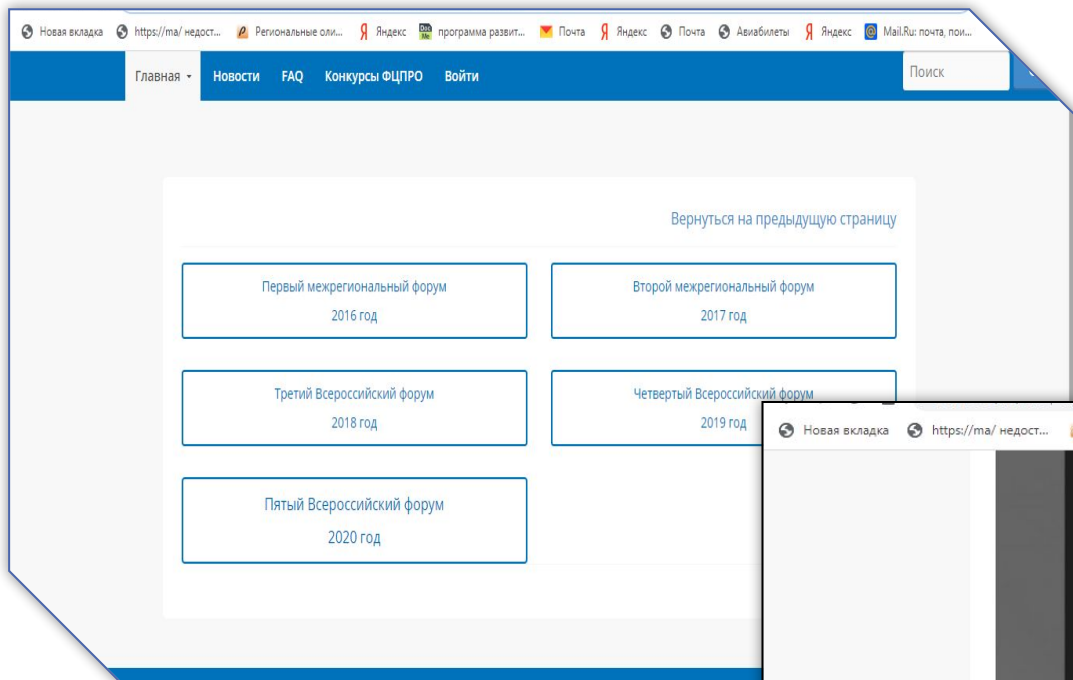 Новая вкладка https://ma/ недост... Региональные оли... Яндекс программа развит... Почта Яндекс Почта Авиабилеты Яндекс Mail.Ru: почта, пои...
Главная Новости FAQ Конкурсы ФЦПРО Войти Поиск
Вернуться на предыдущую страницу
Первый межрегиональный форум
2016 год
Второй межрегиональный форум
2017 год
Третий Всероссийский форум
2018 год
Четвертый Всероссийский форум
2019 год
Пятый Всероссийский форум
2020 год
Новая вкладка https://ma/ недост...